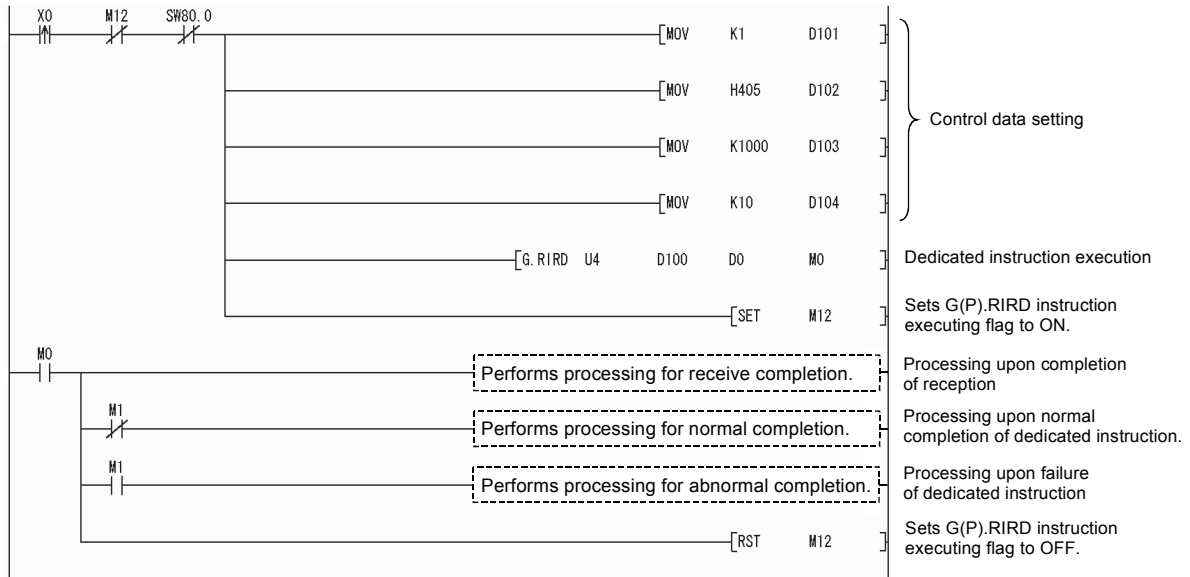 X0 M12 SW80.0
MOV K1 D101
MOV H405 D102
Control data setting
MOV K1000 D103
MOV K10 D104
G.RIRD U4 D100 D0 M0
Dedicated instruction execution
SET M12
Sets G(P).RIRD instruction
executing flag to ON.
M0
Performs processing for receive completion.
Processing upon completion
of reception
M1
Performs processing for normal completion.
Processing upon normal
completion of dedicated instruction.
M1
Performs processing for abnormal completion.
Processing upon failure
of dedicated instruction
RST M12
Sets G(P).RIRD instruction
executing flag to OFF.